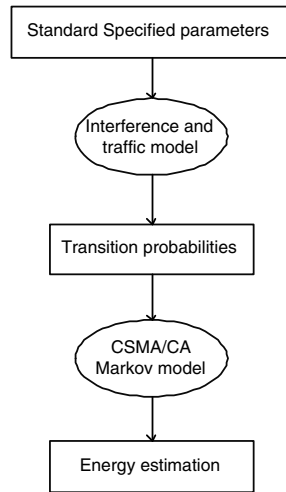 Standard Specified parameters
Interference and
traffic model
Transition probabilities
CSMA/CA
Markov model
Energy estimation